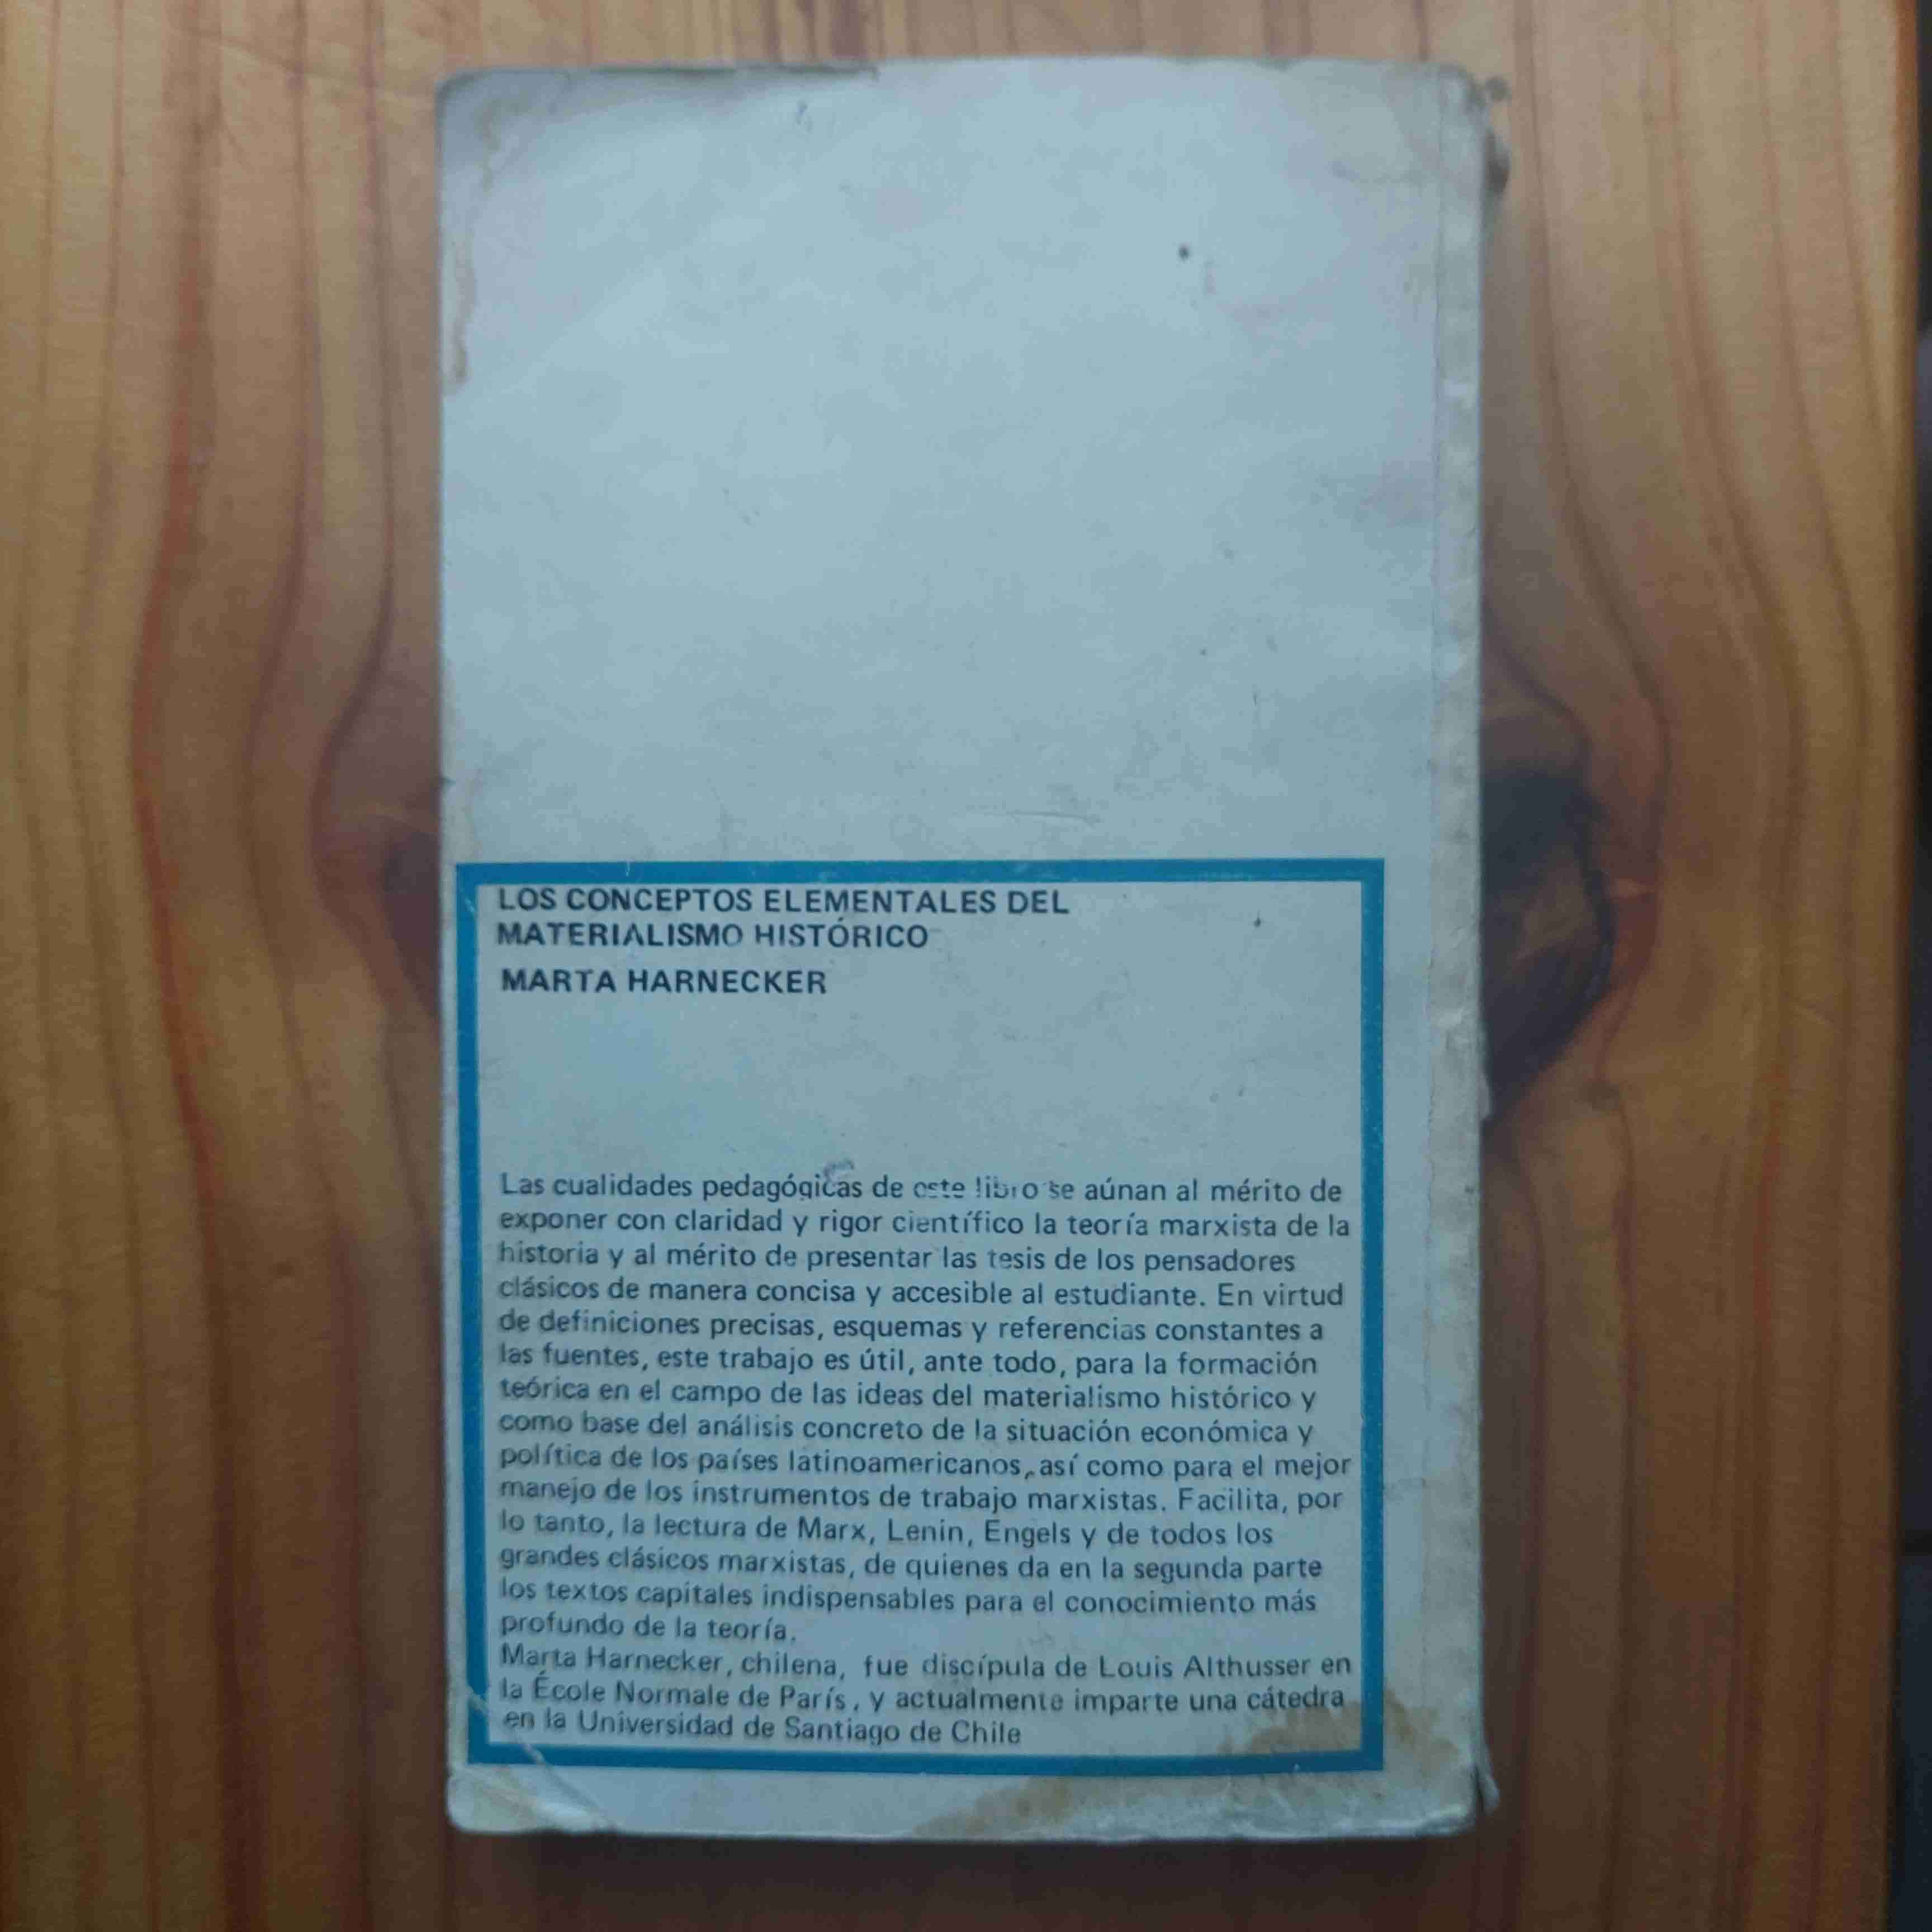 LOS CONCEPTOS ELEMENTALES DEL
MATERIALISMO HISTÓRICO
MARTA HARNECKER
Las cualidades pedagógicas de este libro se aúnan al mérito de
exponer con claridad y rigor científico la teoría marxista de la
historia y al mérito de presentar las tesis de los pensadores
clásicos de manera concisa y accesible al estudiante. En virtud
de definiciones precisas, esquemas y referencias constantes a
las fuentes, este trabajo es útil, ante todo, para la formación
teórica en el campo de las ideas del materialismo histórico y
como base del análisis concreto de la situación económica y
política de los países latinoamericanos, así como para el mejor
manejo de los instrumentos de trabajo marxistas. Facilita, por
lo tanto, la lectura de Marx, Lenin, Engels y de todos los
grandes clásicos marxistas, de quienes da en la segunda parte
los textos capitales indispensables para el conocimiento más
profundo de la teoría.
Marta Harnecker, chilena, fue discípula de Louis Althusser en
la École Normale de París, y actualmente imparte una cátedra
en la Universidad de Santiago de Chile